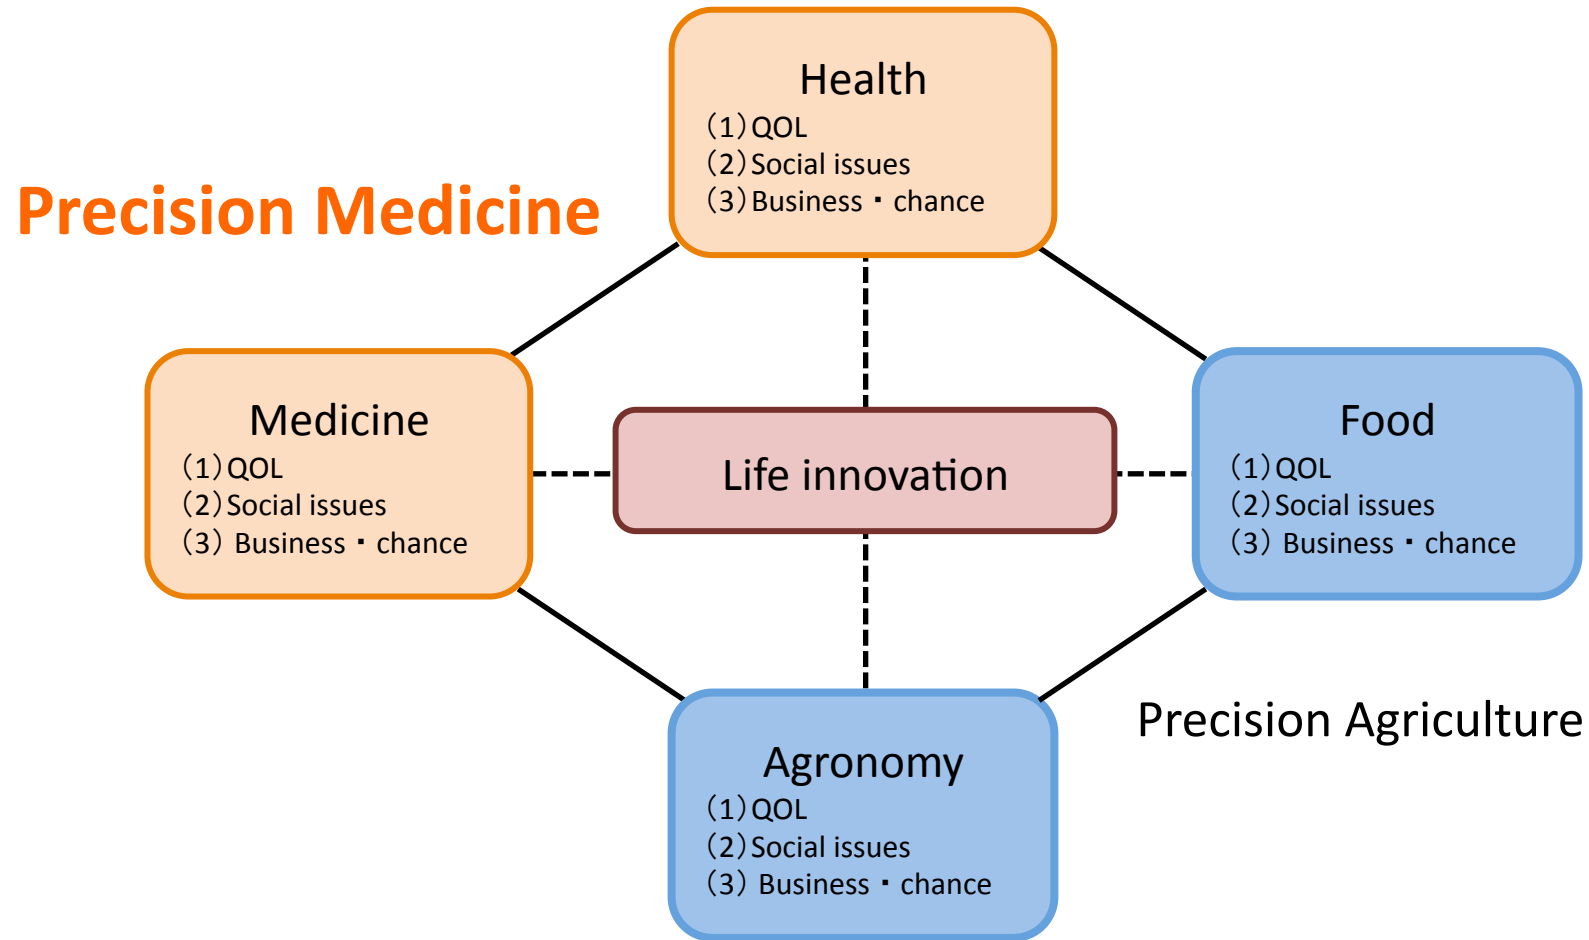 Health
（1）QOL
（2）Social issues
（3）Business・chance
Precision Medicine
Medicine
（1）QOL
（2）Social issues
（3） Business・chance
Life innovation
Food
（1）QOL
（2）Social issues
（3） Business・chance
Precision Agriculture
Agronomy
（1）QOL
（2）Social issues
（3） Business・chance